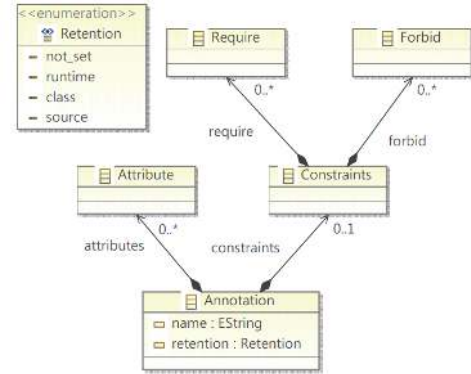 <<enumeration>>
Retention
not_set
runtime
class
source
Require
Forbid
0..*
0..*
require
forbid
Attribute
Constraints
0..*
0..1
attributes
constraints
Annotation
name : EString
retention : Retention